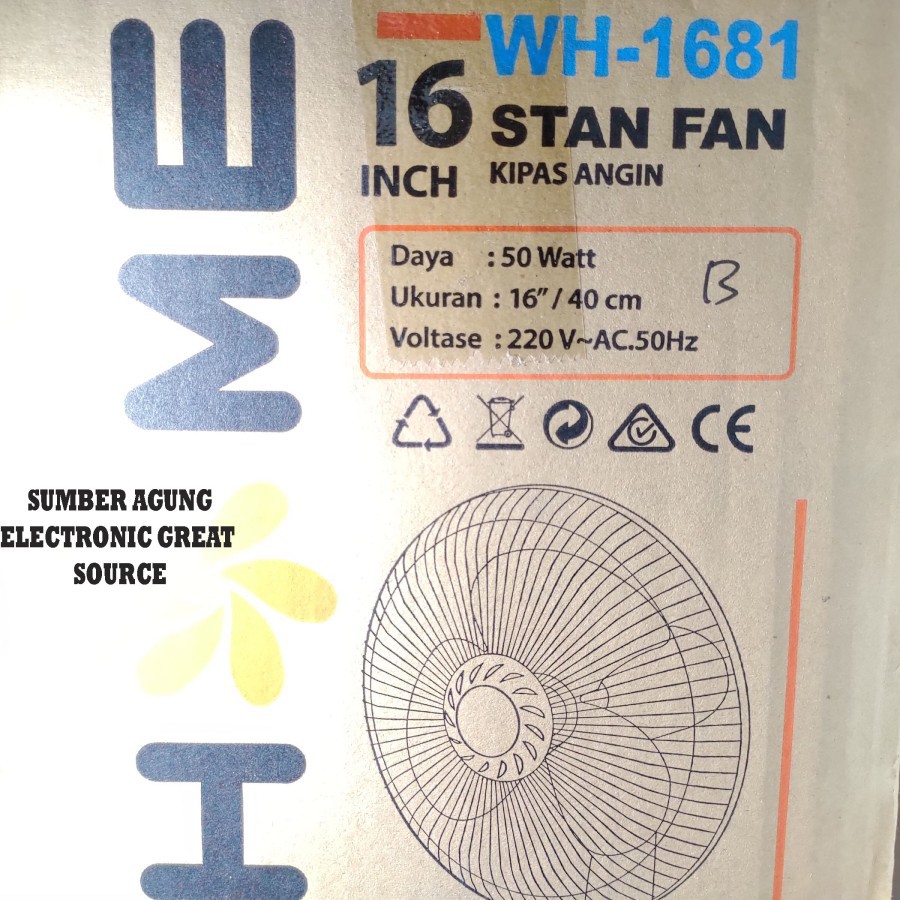 WH-1681
16 STAN FAN
INCH KIPAS ANGIN
Daya : 50 Watt
Ukuran : 16" / 40 cm
Voltase : 220 V~AC.50Hz
B
CE
H ME
SUMBER AGUNG
ELECTRONIC GREAT
SOURCE